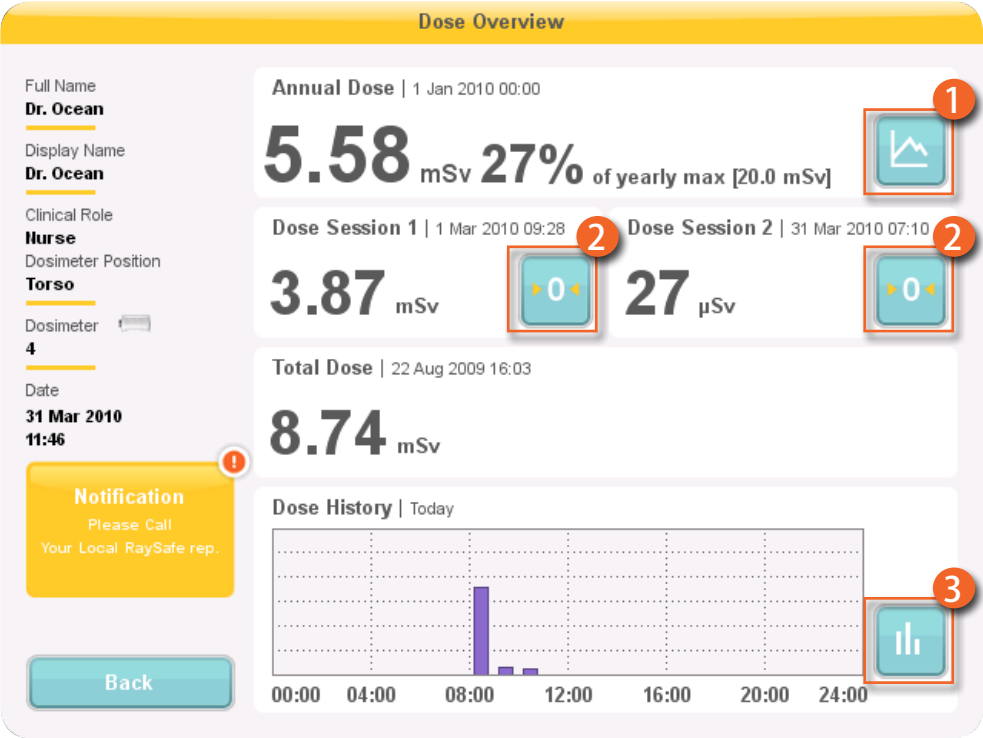 Dose Overview
Full Name
Dr. Ocean
Display Name
Dr. Ocean
Clinical Role
Nurse
Dosimeter Position
Torso
Dosimeter
4
Date
31 Mar 2010
11:46
Notification
Please Call
Your Local RaySafe rep.
!
Back
Annual Dose | 1 Jan 2010 00:00
5.58 mSv 27% of yearly max [20.0 mSv]
1
Dose Session 1 | 1 Mar 2010 09:28
3.87 mSv
0
2
Dose Session 2 | 31 Mar 2010 07:10
27 µSv
0
2
Total Dose | 22 Aug 2009 16:03
8.74 mSv
Dose History | Today
3
00:00 04:00 08:00 12:00 16:00 20:00 24:00